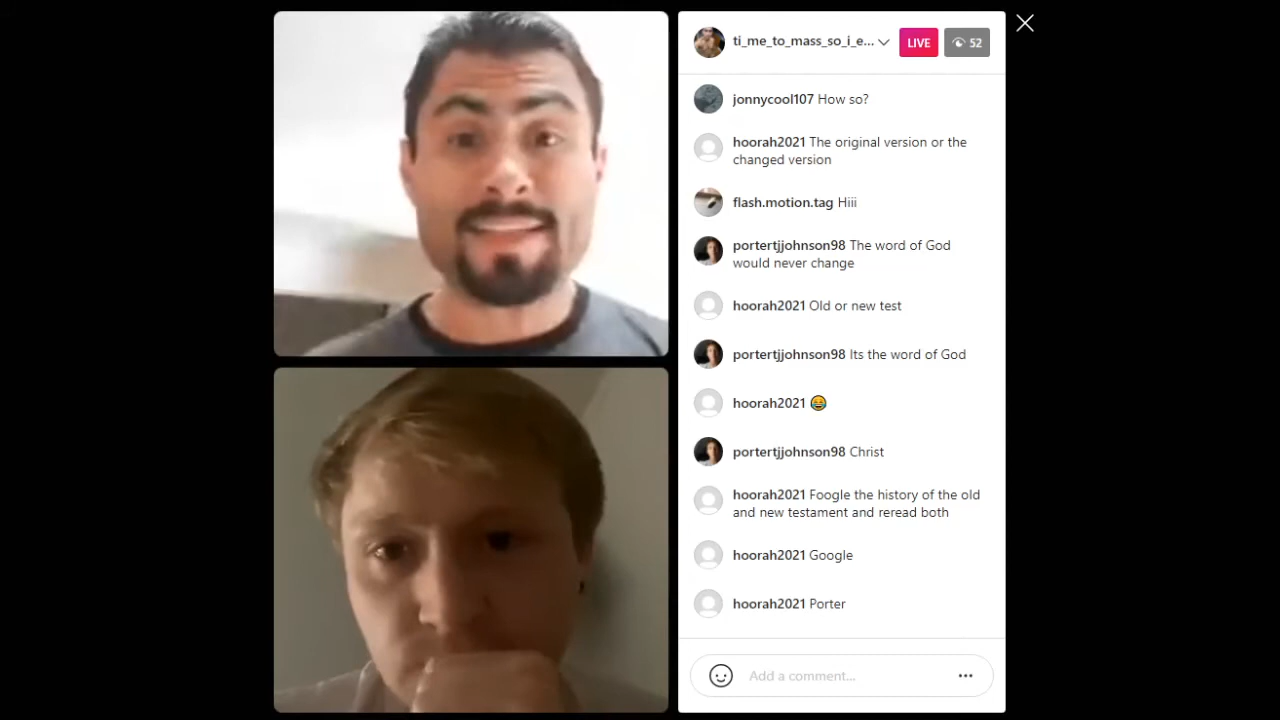 ti_me_to_mass_so_i_e...
LIVE
52
jonnycool107 How so?
hoorah2021 The original version or the
changed version
flash.motion.tag Hiii
portertjjohnson98 The word of God
would never change
hoorah2021 Old or new test
portertjjohnson98 Its the word of God
hoorah2021 😂
portertjjohnson98 Christ
hoorah2021 Foogle the history of the old
and new testament and reread both
hoorah2021 Google
hoorah2021 Porter
Add a comment...